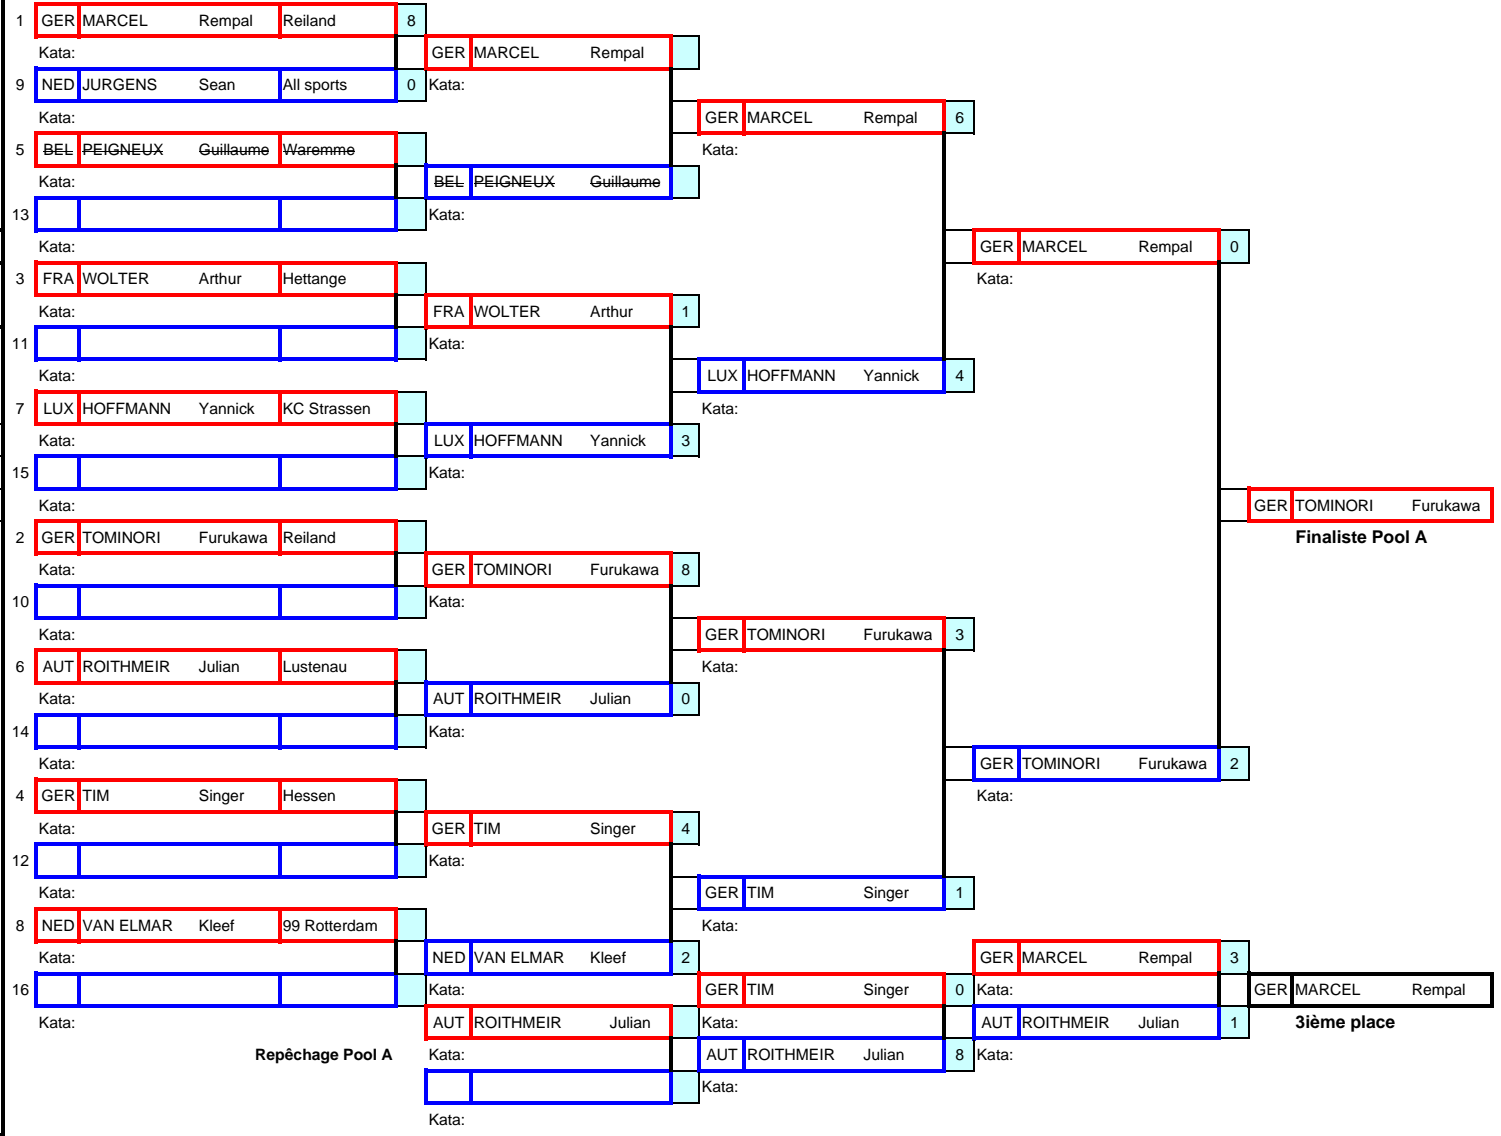 1 GER MARCEL Rempal Reiland 8
Kata: GER MARCEL Rempal
9 NED JURGENS Sean All sports 0 Kata:
Kata: GER MARCEL Rempal 6
5 BEL PEIGNEUX Guillaume Waremme Kata:
Kata: BEL PEIGNEUX Guillaume
13 Kata:
Kata: GER MARCEL Rempal 0
3 FRA WOLTER Arthur Hettange Kata:
Kata: FRA WOLTER Arthur 1
11 Kata:
Kata: LUX HOFFMANN Yannick 4
7 LUX HOFFMANN Yannick KC Strassen Kata:
Kata: LUX HOFFMANN Yannick 3
15 Kata:
Kata: GER TOMINORI Furukawa
2 GER TOMINORI Furukawa Reiland Finaliste Pool A
Kata: GER TOMINORI Furukawa 8
10 Kata:
Kata: GER TOMINORI Furukawa 3
6 AUT ROITHMEIR Julian Lustenau Kata:
Kata: AUT ROITHMEIR Julian 0
14 Kata:
Kata: GER TOMINORI Furukawa 2
4 GER TIM Singer Hessen Kata:
Kata: GER TIM Singer 4
12 Kata:
Kata: GER TIM Singer 1
8 NED VAN ELMAR Kleef 99 Rotterdam Kata:
Kata: NED VAN ELMAR Kleef 2 GER MARCEL Rempal 3
16 Kata: GER TIM Singer 0 Kata: GER MARCEL Rempal
Kata: AUT ROITHMEIR Julian Kata: AUT ROITHMEIR Julian 1 3ième place
Repêchage Pool A Kata: AUT ROITHMEIR Julian 8 Kata:
Kata:
Kata: